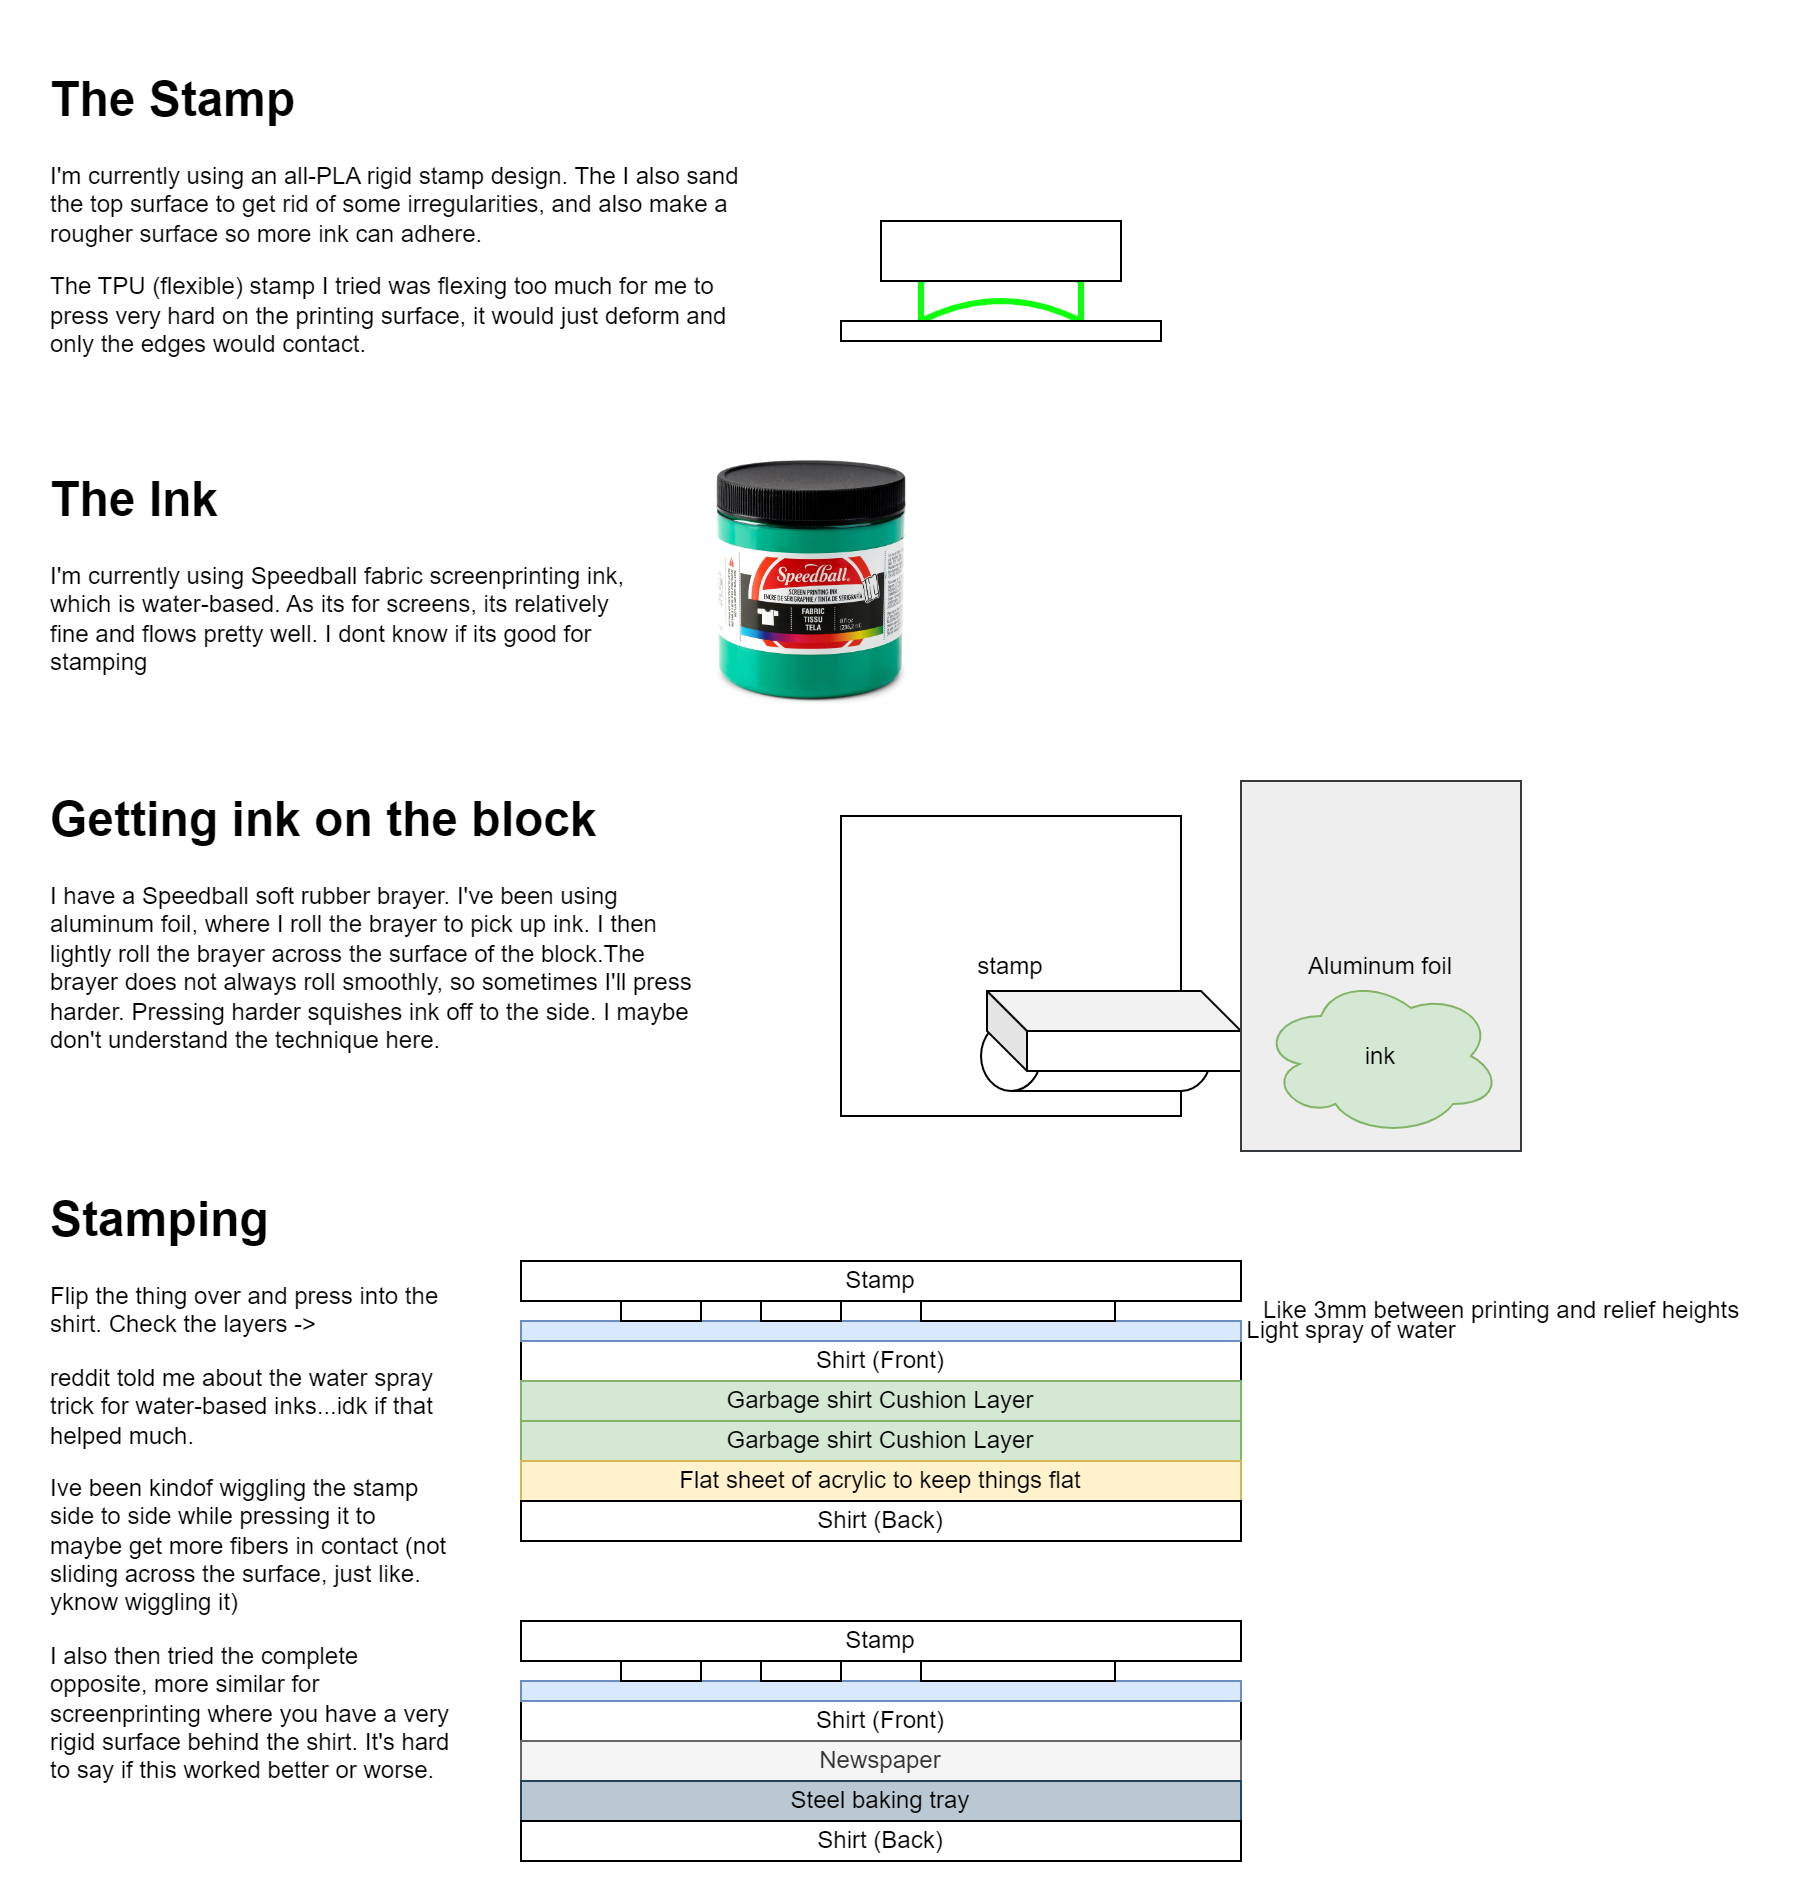 The Stamp
I'm currently using an all-PLA rigid stamp design. The I also sand
the top surface to get rid of some irregularities, and also make a
rougher surface so more ink can adhere.
The TPU (flexible) stamp I tried was flexing too much for me to
press very hard on the printing surface, it would just deform and
only the edges would contact.
The Ink
I'm currently using Speedball fabric screenprinting ink,
which is water-based. As its for screens, its relatively
fine and flows pretty well. I dont know if its good for
stamping
Speedball
SCREEN PRINTING INK
ENCRE DE SÉRIGRAPHIE / TINTA DE SERIGRAFÍA
FABRIC
TISSU
TELA
8 fl oz
Getting ink on the block
I have a Speedball soft rubber brayer. I've been using
aluminum foil, where I roll the brayer to pick up ink. I then
lightly roll the brayer across the surface of the block.The
brayer does not always roll smoothly, so sometimes I'll press
harder. Pressing harder squishes ink off to the side. I maybe
don't understand the technique here.
stamp
Aluminum foil
ink
Stamping
Flip the thing over and press into the
shirt. Check the layers ->
reddit told me about the water spray
trick for water-based inks...idk if that
helped much.
Ive been kindof wiggling the stamp
side to side while pressing it to
maybe get more fibers in contact (not
sliding across the surface, just like.
yknow wiggling it)
I also then tried the complete
opposite, more similar for
screenprinting where you have a very
rigid surface behind the shirt. It's hard
to say if this worked better or worse.
Stamp
Like 3mm between printing and relief heights
Light spray of water
Shirt (Front)
Garbage shirt Cushion Layer
Garbage shirt Cushion Layer
Flat sheet of acrylic to keep things flat
Shirt (Back)
Stamp
Shirt (Front)
Newspaper
Steel baking tray
Shirt (Back)